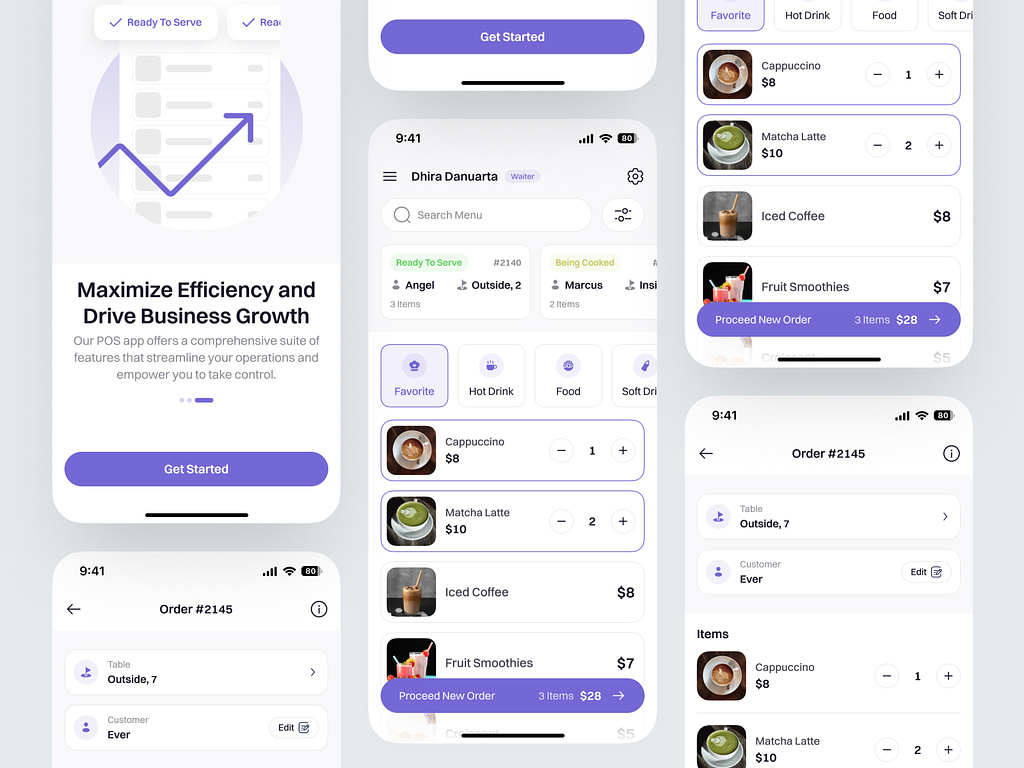 Ready To Serve
Rea
Maximize Efficiency and
Drive Business Growth
Our POS app offers a comprehensive suite of
features that streamline your operations and
empower you to take control.
Get Started
9:41
80
Order #2145
Table
Outside, 7
Customer
Ever
Edit
Get Started
9:41
80
Dhira Danuarta
Waiter
Search Menu
Ready To Serve
#2140
Angel
Outside, 2
3 Items
Being Cooked
#
Marcus
Insi
2 Items
Favorite
Hot Drink
Food
Soft Dri
Cappuccino
$8
1
Matcha Latte
$10
2
Iced Coffee
$8
Fruit Smoothies
$7
Proceed New Order
3 Items
$28
Croissant
$5
Favorite
Hot Drink
Food
Soft Dri
Cappuccino
$8
1
Matcha Latte
$10
2
Iced Coffee
$8
Fruit Smoothies
$7
Proceed New Order
3 Items
$28
Croissant
$5
9:41
80
Order #2145
Table
Outside, 7
Customer
Ever
Edit
Items
Cappuccino
$8
1
Matcha Latte
$10
2